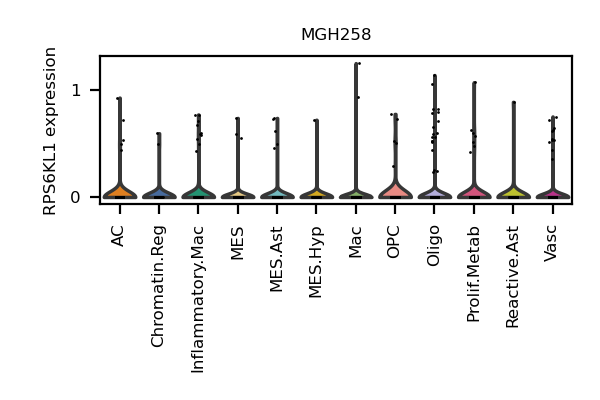 MGH258
RPS6KL1 expression
1
0
AC
Chromatin.Reg
Inflammatory.Mac
MES
MES.Ast
MES.Hyp
Mac
OPC
Oligo
Prolif.Metab
Reactive.Ast
Vasc